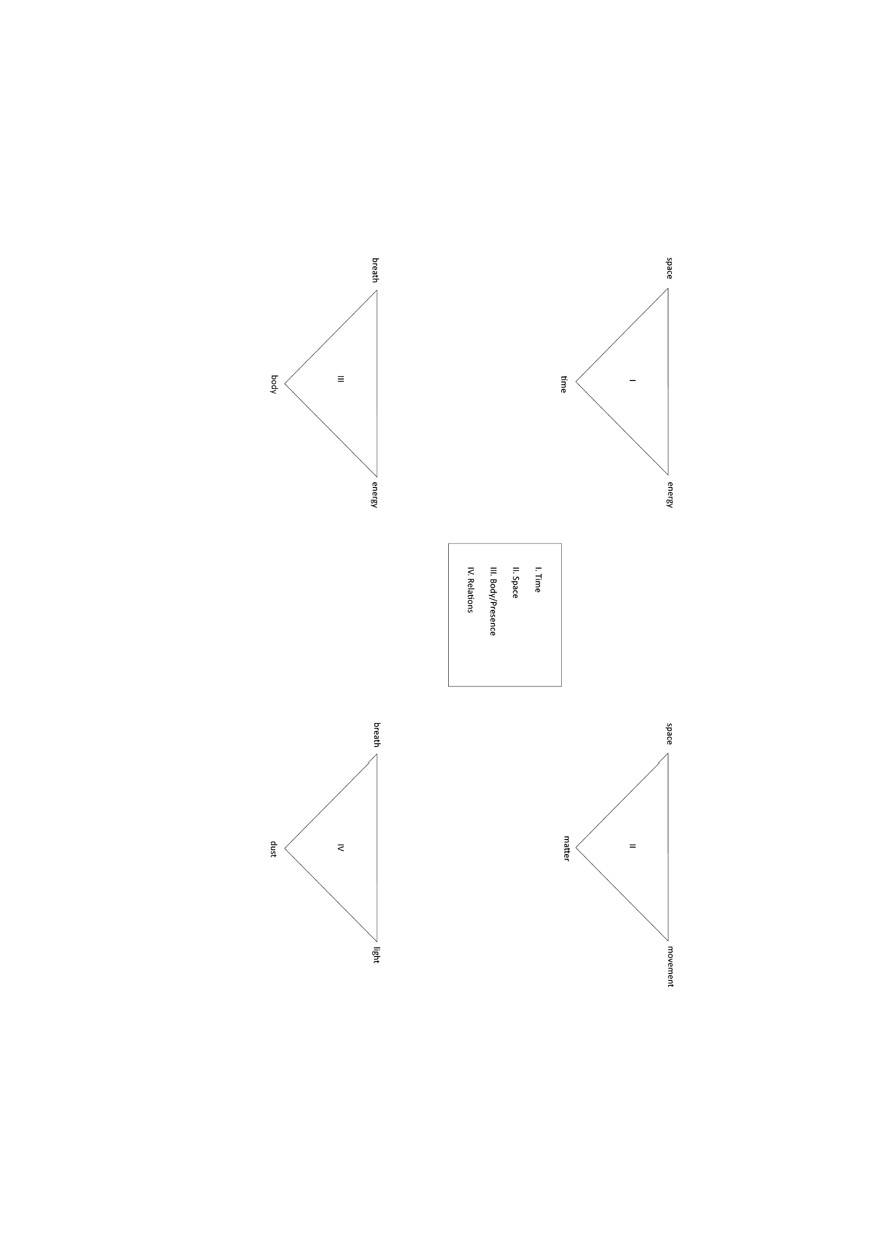 space
energy
I
time
space
movement
II
matter
I. Time
II. Space
III. Body/Presence
IV. Relations
breath
energy
III
body
breath
light
IV
dust